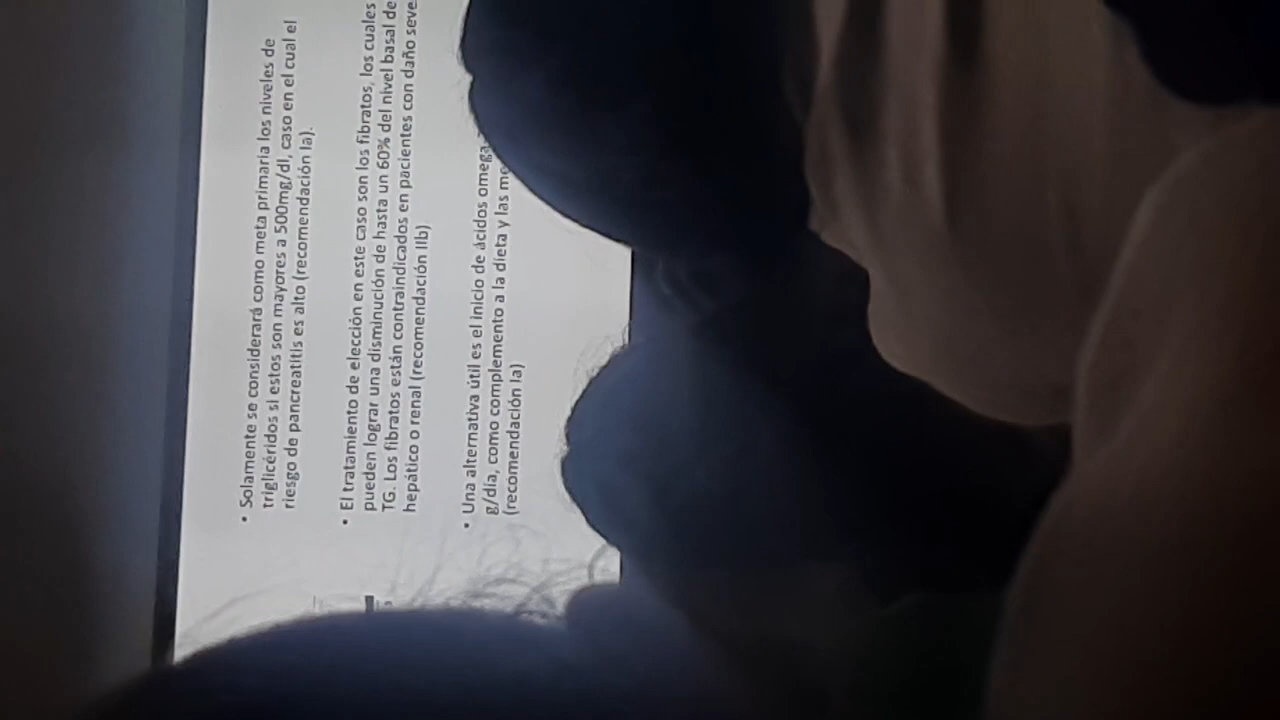 • Solamente se considerará como meta primaria los niveles de
triglicéridos si estos son mayores a 500mg/dl, caso en el cual el
riesgo de pancreatitis es alto (recomendación Ia).
• El tratamiento de elección en este caso son los fibratos, los cuales
pueden lograr una disminución de hasta un 60% del nivel basal de
TG. Los fibratos están contraindicados en pacientes con daño seve
hepático o renal (recomendación IIb)
• Una alternativa útil es el inicio de ácidos omega
g/día, como complemento a la dieta y las
(recomendación Ia)